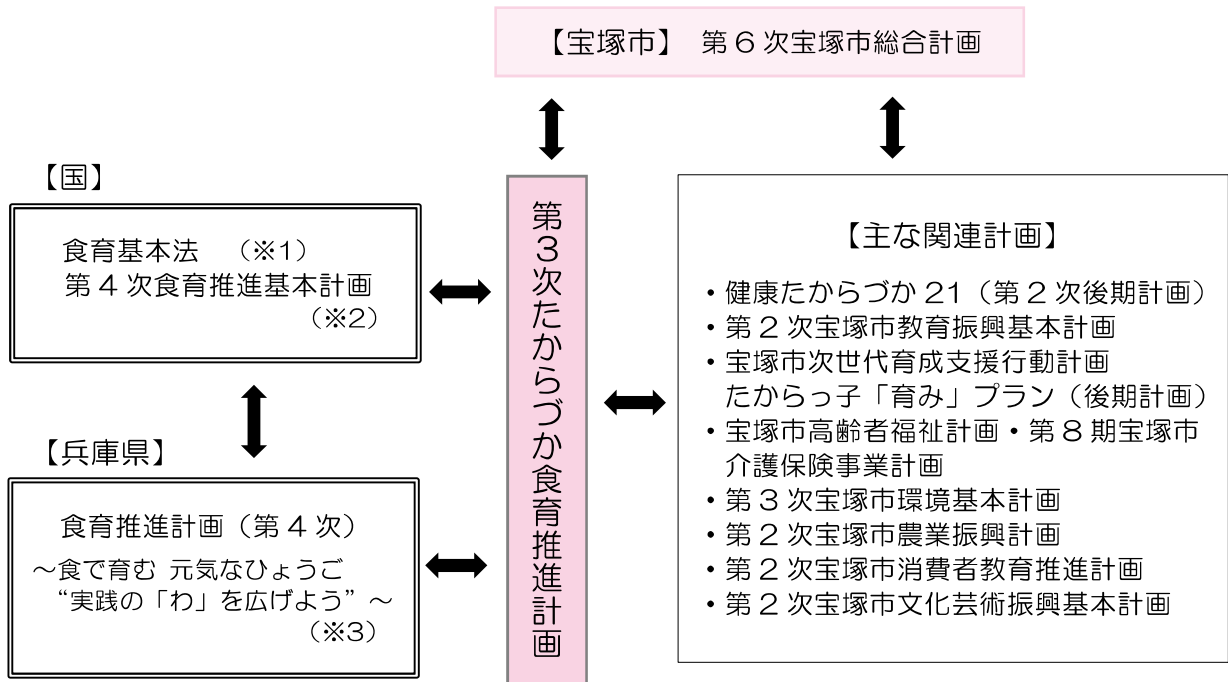 【宝塚市】 第6次宝塚市総合計画
【国】
食育基本法 （※1）
第4次食育推進基本計画
（※2）
【兵庫県】
食育推進計画（第4次）
～食で育む 元気なひょうご
“実践の「わ」を広げよう”～
（※3）
第3次たからづか食育推進計画
【主な関連計画】
・健康たからづか21（第2次後期計画）
・第2次宝塚市教育振興基本計画
・宝塚市次世代育成支援行動計画
たからっ子「育み」プラン（後期計画）
・宝塚市高齢者福祉計画・第8期宝塚市
介護保険事業計画
・第3次宝塚市環境基本計画
・第2次宝塚市農業振興計画
・第2次宝塚市消費者教育推進計画
・第2次宝塚市文化芸術振興基本計画